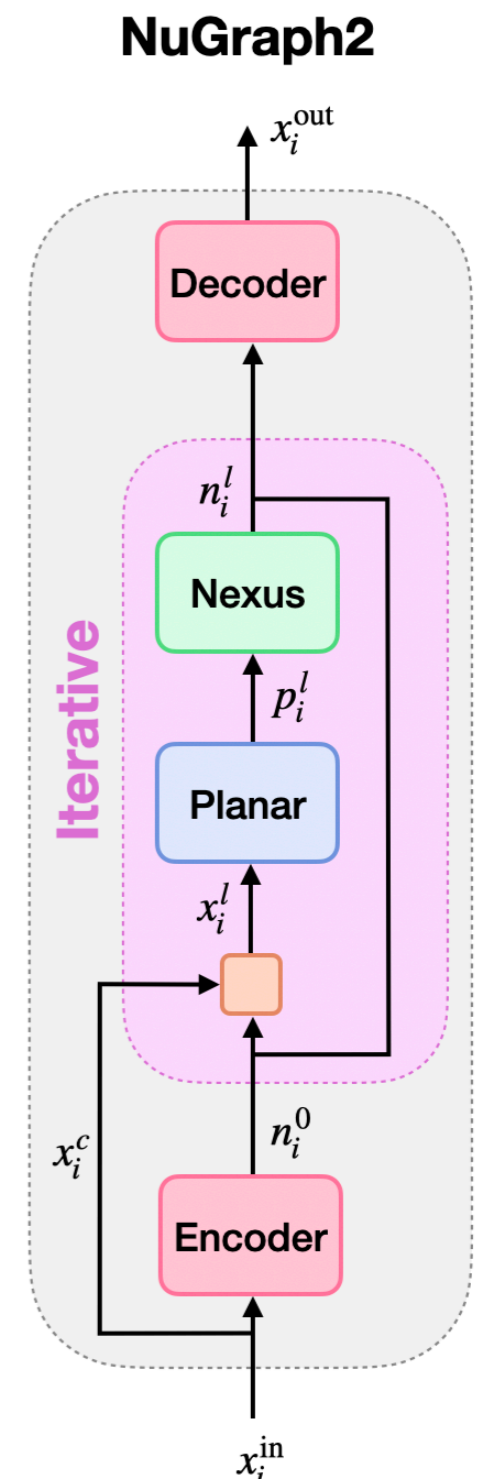 NuGraph2
x_i^out
Decoder
n_i^l
Nexus
p_i^l
Iterative
Planar
x_i^l
n_i^0
x_i^c
Encoder
x_i^in